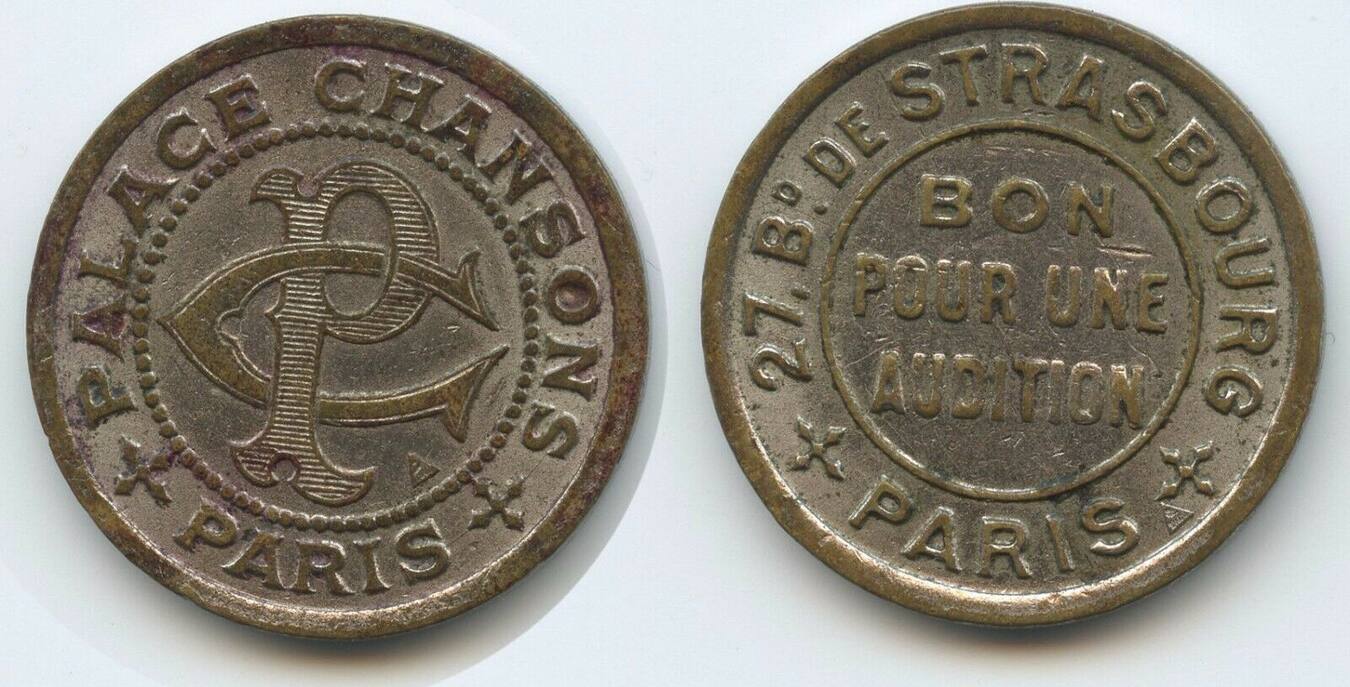 PALACE CHANSONS
PARIS
PC
27. BD. DE STRASBOURG
PARIS
BON
POUR UNE
AUDITION